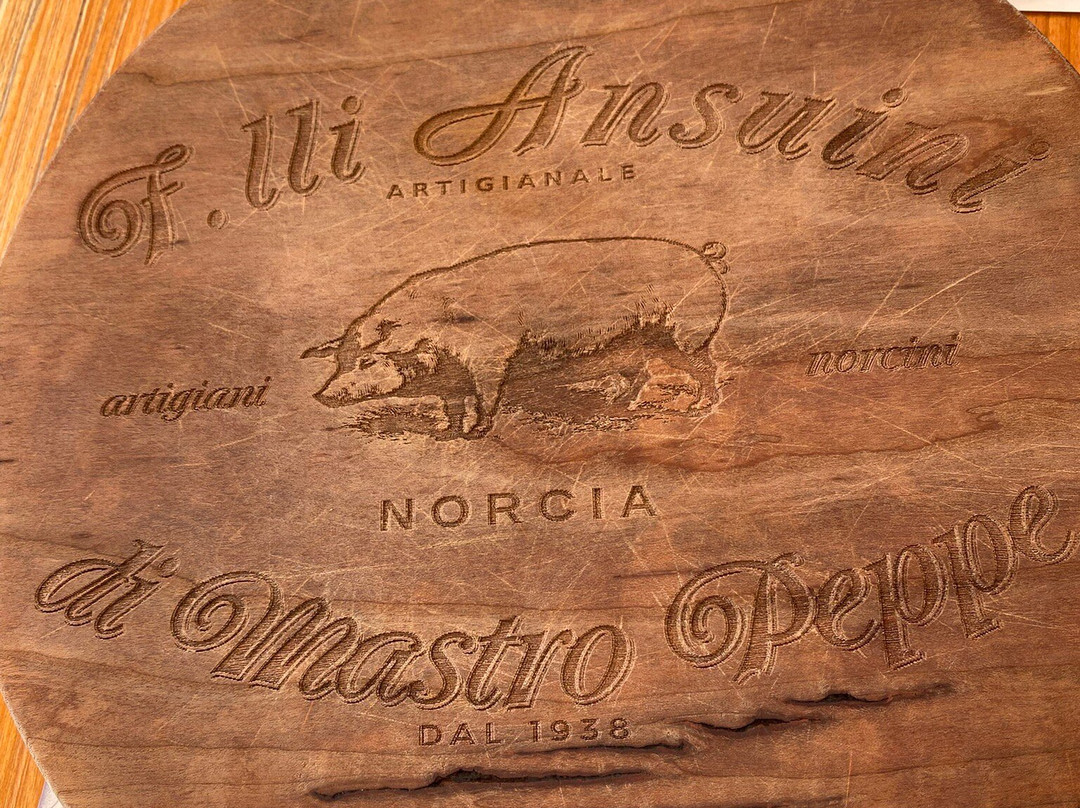 F.lli Ansuini
ARTIGIANALE
artigiani norcini
NORCIA
di Mastro Peppe
DAL 1938